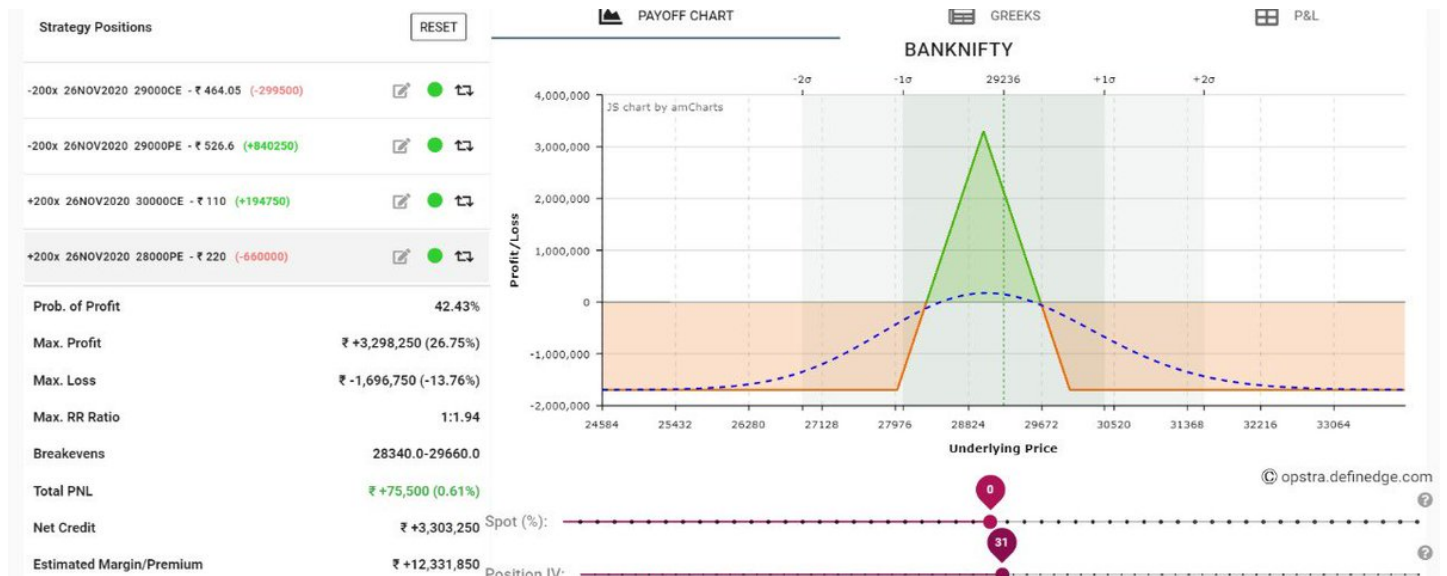 Strategy Positions
RESET
-200x 26NOV2020 29000CE - ₹ 464.05 (-299500)
-200x 26NOV2020 29000PE - ₹ 526.6 (+840250)
+200x 26NOV2020 30000CE - ₹ 110 (+194750)
+200x 26NOV2020 28000PE - ₹ 220 (-660000)
Prob. of Profit 42.43%
Max. Profit ₹ +3,298,250 (26.75%)
Max. Loss ₹ -1,696,750 (-13.76%)
Max. RR Ratio 1:1.94
Breakevens 28340.0-29660.0
Total PNL ₹ +75,500 (0.61%)
Net Credit ₹ +3,303,250
Estimated Margin/Premium ₹ +12,331,850
PAYOFF CHART GREEKS P&L
BANKNIFTY
-2σ -1σ 29236 +1σ +2σ
JS chart by amCharts
4,000,000
3,000,000
2,000,000
1,000,000
0
-1,000,000
-2,000,000
Profit/Loss
24584 25432 26280 27128 27976 28824 29672 30520 31368 32216 33064
Underlying Price
© opstra.definedge.com
0
Spot (%):
?
31
Position IV:
?